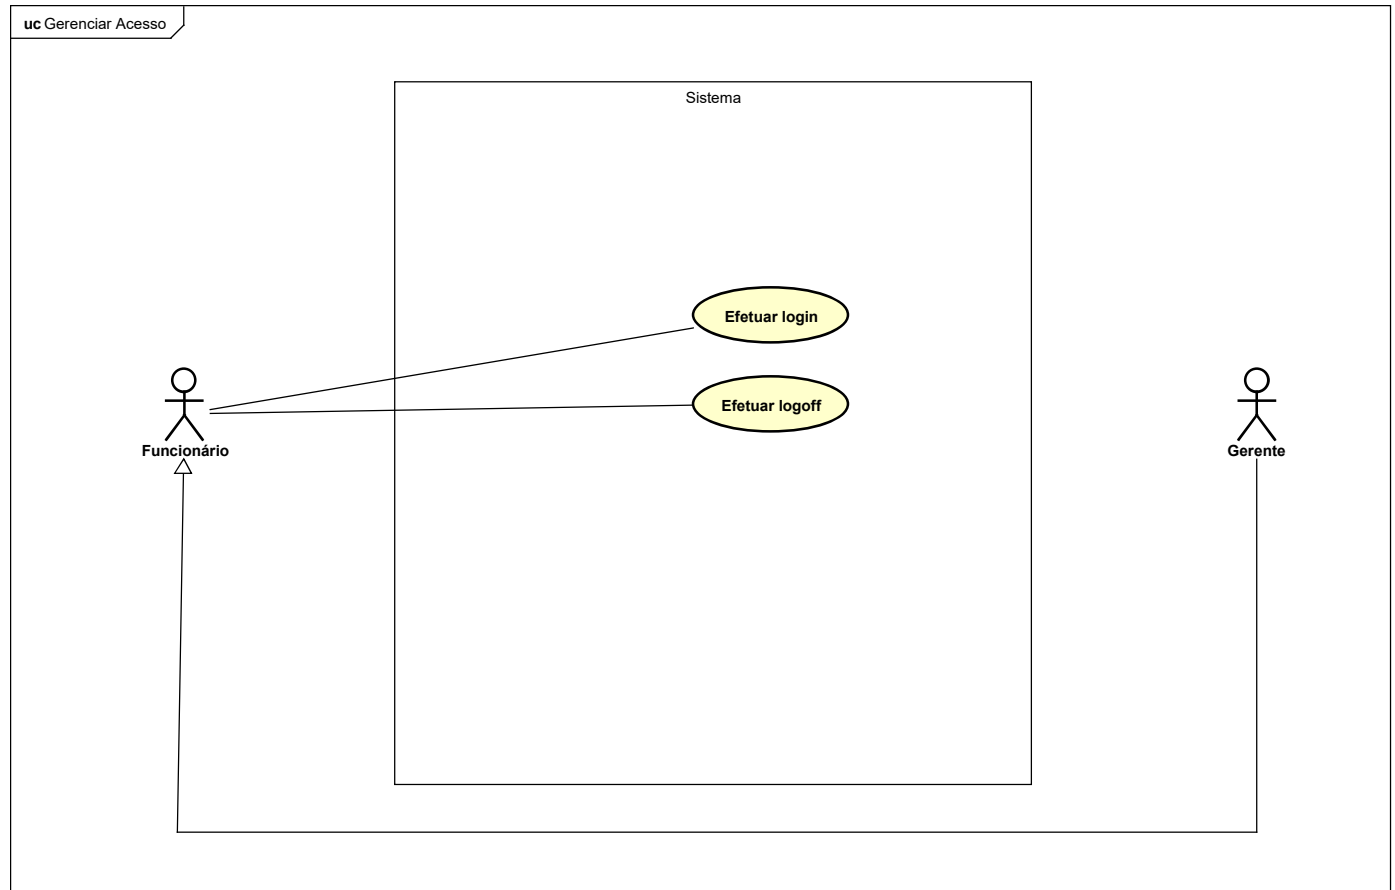 uc Gerenciar Acesso
Sistema
Efetuar login
Efetuar logoff
Funcionário
Gerente